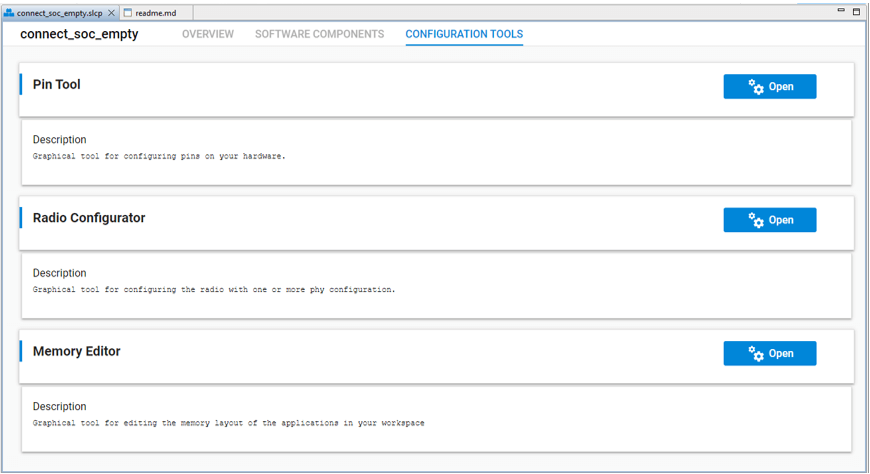 connect_soc_empty.slcp readme.md
connect_soc_empty OVERVIEW SOFTWARE COMPONENTS CONFIGURATION TOOLS
Pin Tool Open
Description
Graphical tool for configuring pins on your hardware.
Radio Configurator Open
Description
Graphical tool for configuring the radio with one or more phy configuration.
Memory Editor Open
Description
Graphical tool for editing the memory layout of the applications in your workspace